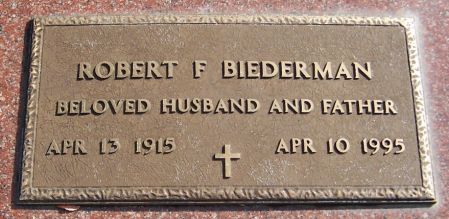 ROBERT F BIEDERMAN
BELOVED HUSBAND AND FATHER
APR 13 1915 APR 10 1995